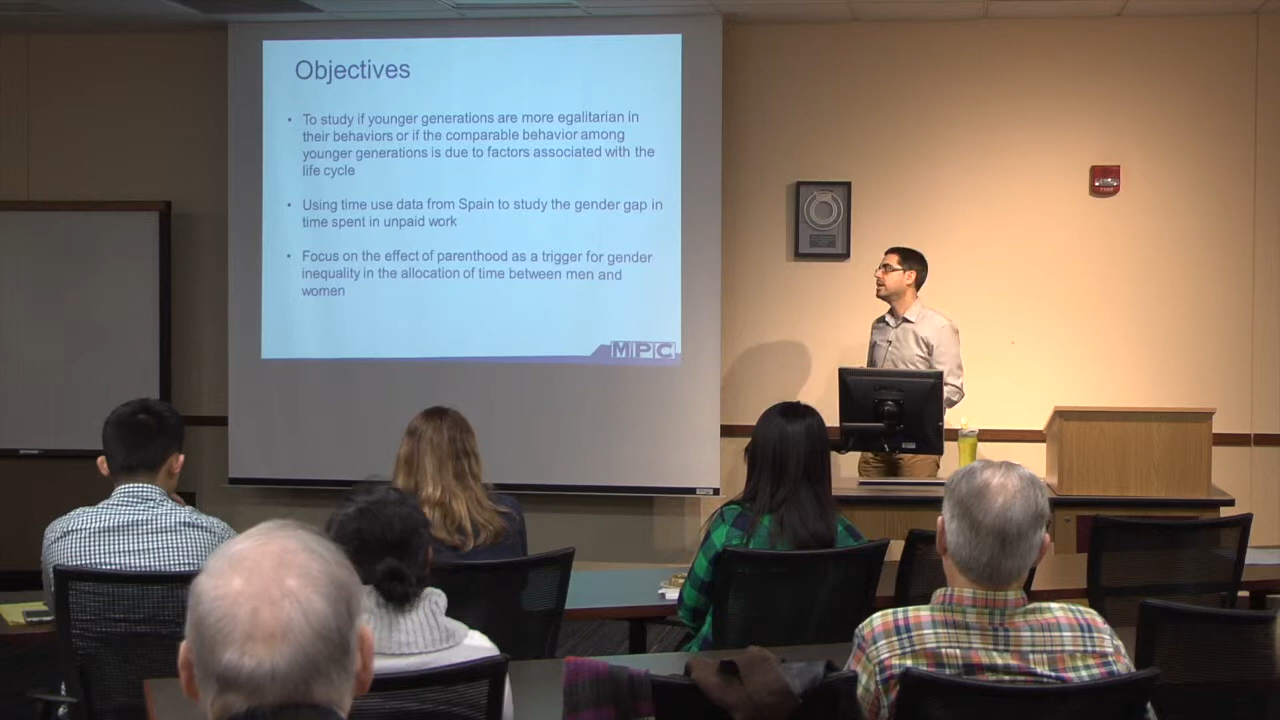 Objectives
• To study if younger generations are more egalitarian in
their behaviors or if the comparable behavior among
younger generations is due to factors associated with the
life cycle
• Using time use data from Spain to study the gender gap in
time spent in unpaid work
• Focus on the effect of parenthood as a trigger for gender
inequality in the allocation of time between men and
women
MPC